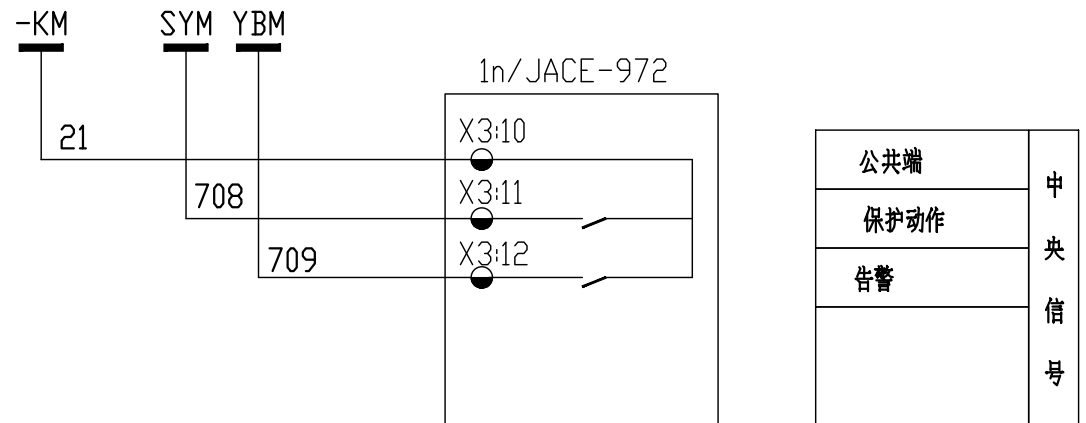 -KM SYM YBM
1n/JACE-972
21
X3:10
708
X3:11
709
X3:12
公共端
保护动作
告警
中央信号